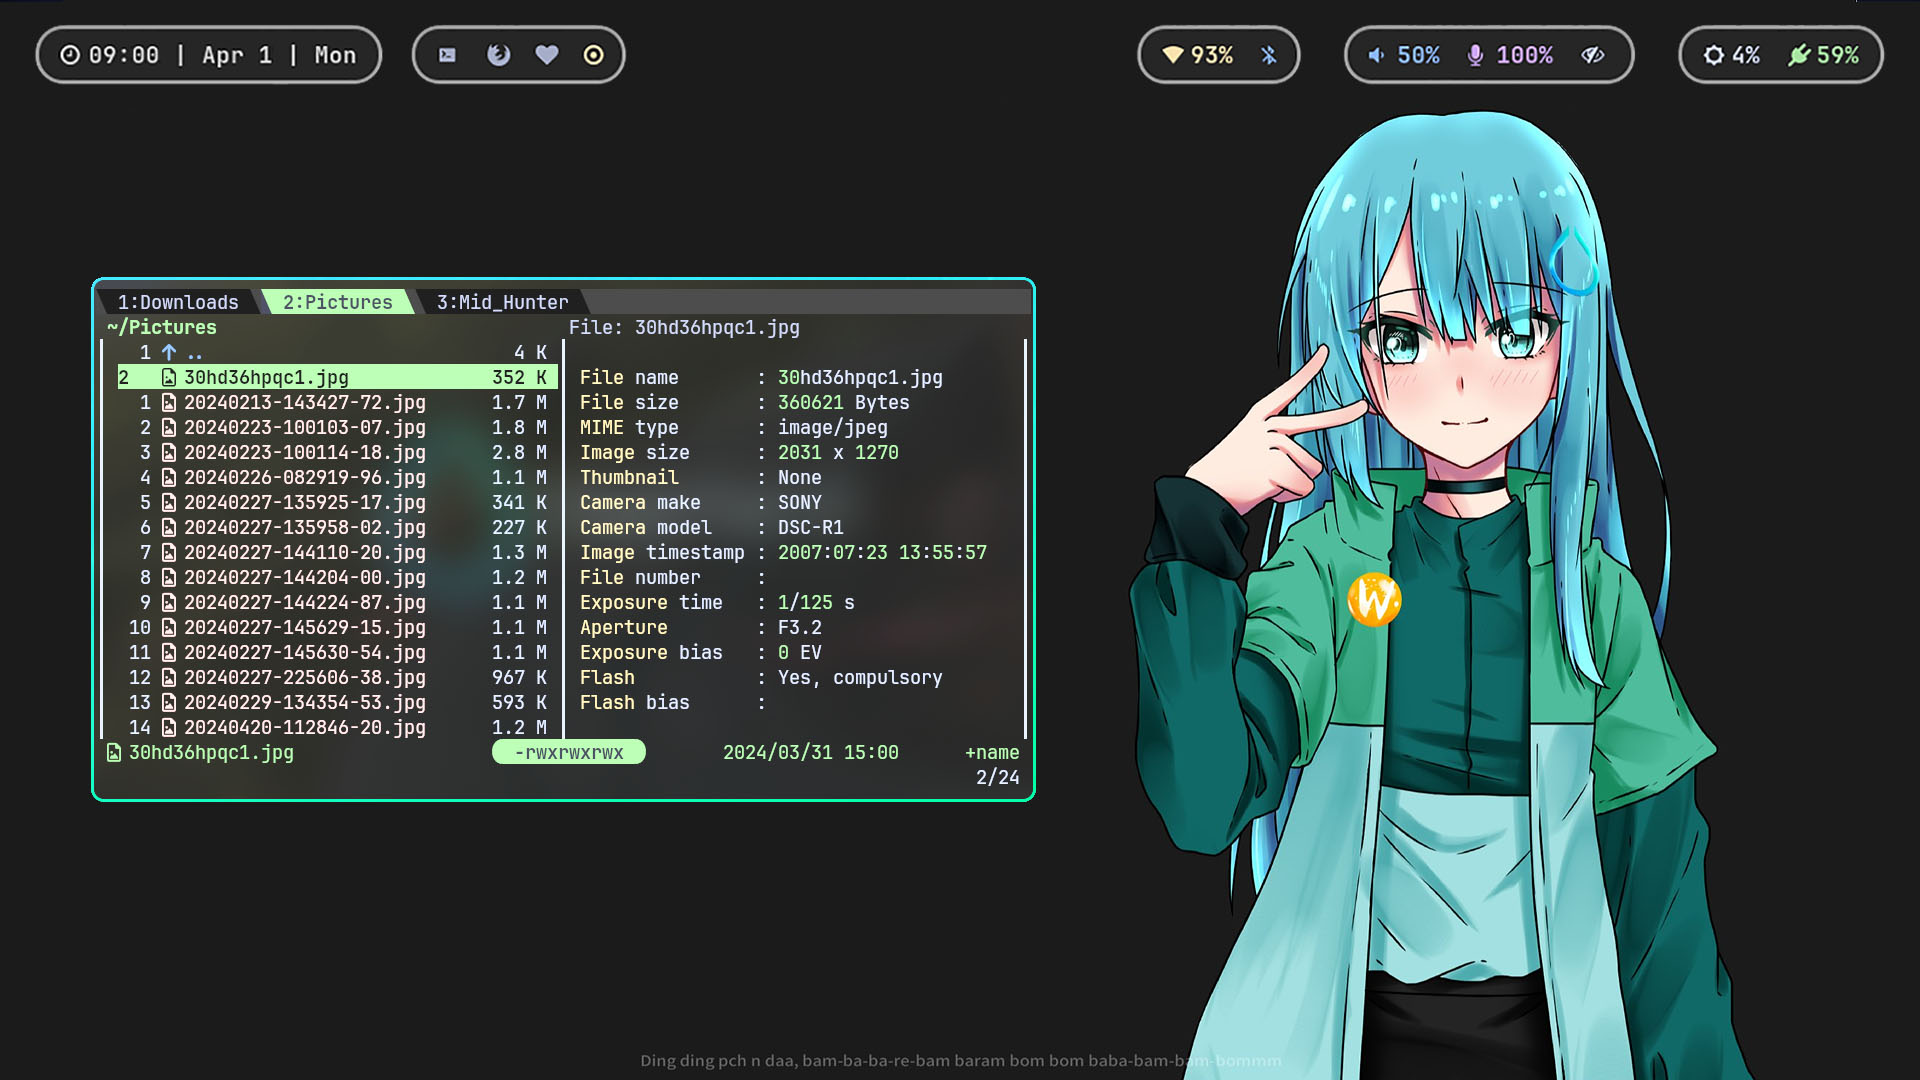 09:00 | Apr 1 | Mon
93%
50% 100%
4% 59%
1:Downloads 2:Pictures 3:Mid_Hunter
~/Pictures File: 30hd36hpqc1.jpg
1 .. 4 K
2 30hd36hpqc1.jpg 352 K File name : 30hd36hpqc1.jpg
1 20240213-143427-72.jpg 1.7 M File size : 360621 Bytes
2 20240223-100103-07.jpg 1.8 M MIME type : image/jpeg
3 20240223-100114-18.jpg 2.8 M Image size : 2031 x 1270
4 20240226-082919-96.jpg 1.1 M Thumbnail : None
5 20240227-135925-17.jpg 341 K Camera make : SONY
6 20240227-135958-02.jpg 227 K Camera model : DSC-R1
7 20240227-144110-20.jpg 1.3 M Image timestamp : 2007:07:23 13:55:57
8 20240227-144204-00.jpg 1.2 M File number :
9 20240227-144224-87.jpg 1.1 M Exposure time : 1/125 s
10 20240227-145629-15.jpg 1.1 M Aperture : F3.2
11 20240227-145630-54.jpg 1.1 M Exposure bias : 0 EV
12 20240227-225606-38.jpg 967 K Flash : Yes, compulsory
13 20240229-134354-53.jpg 593 K Flash bias :
14 20240420-112846-20.jpg 1.2 M
30hd36hpqc1.jpg -rwxrwxrwx 2024/03/31 15:00 +name
2/24
W
Ding ding pch n daa, bam-ba-ba-re-bam baram bom bom baba-bam-bam-bommm